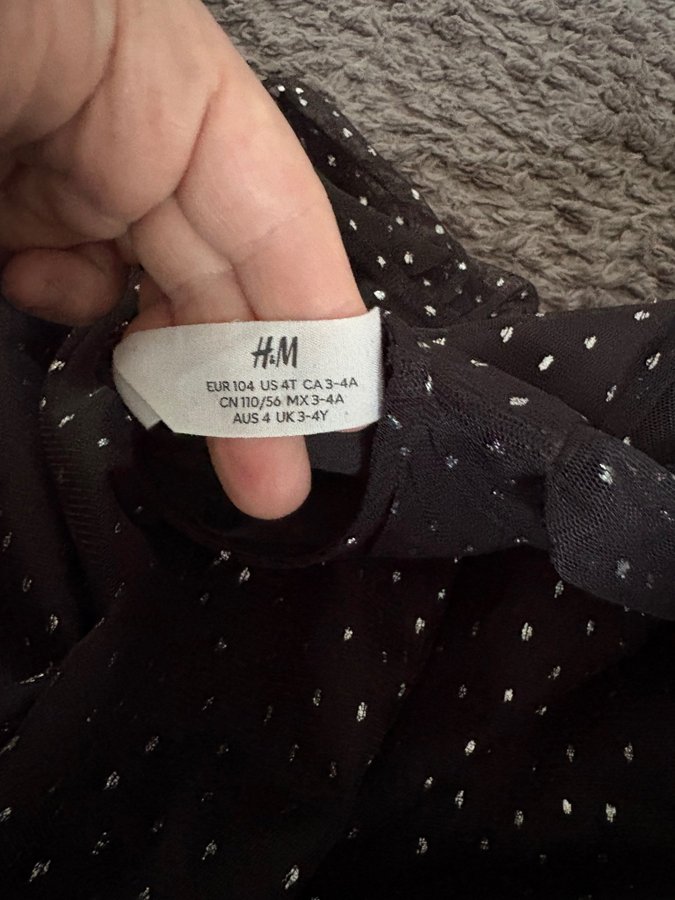 H&M
EUR 104 US 4T CA 3-4A
CN 110/56 MX 3-4A
AUS 4 UK 3-4Y